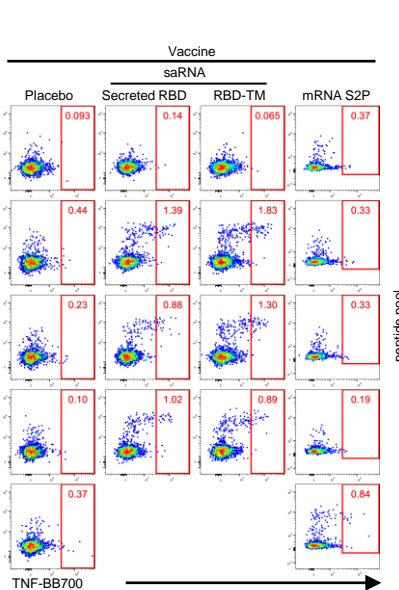 Vaccine
saRNA
Placebo Secreted RBD RBD-TM mRNA S2P
0.093 0.14 0.065 0.37
0.44 1.39 1.83 0.33
0.23 0.88 1.30 0.33
0.10 1.02 0.89 0.19
0.37 0.84
TNF-BB700